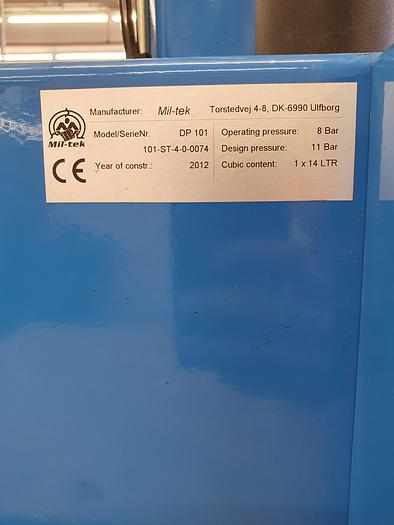 Manufacturer: Mil-tek Torstedvej 4-8, DK-6990 Ulfborg
Mil-tek
Model/SerieNr. DP 101 Operating pressure: 8 Bar
101-ST-4-0-0074 Design pressure: 11 Bar
CE Year of constr.: 2012 Cubic content: 1 x 14 LTR